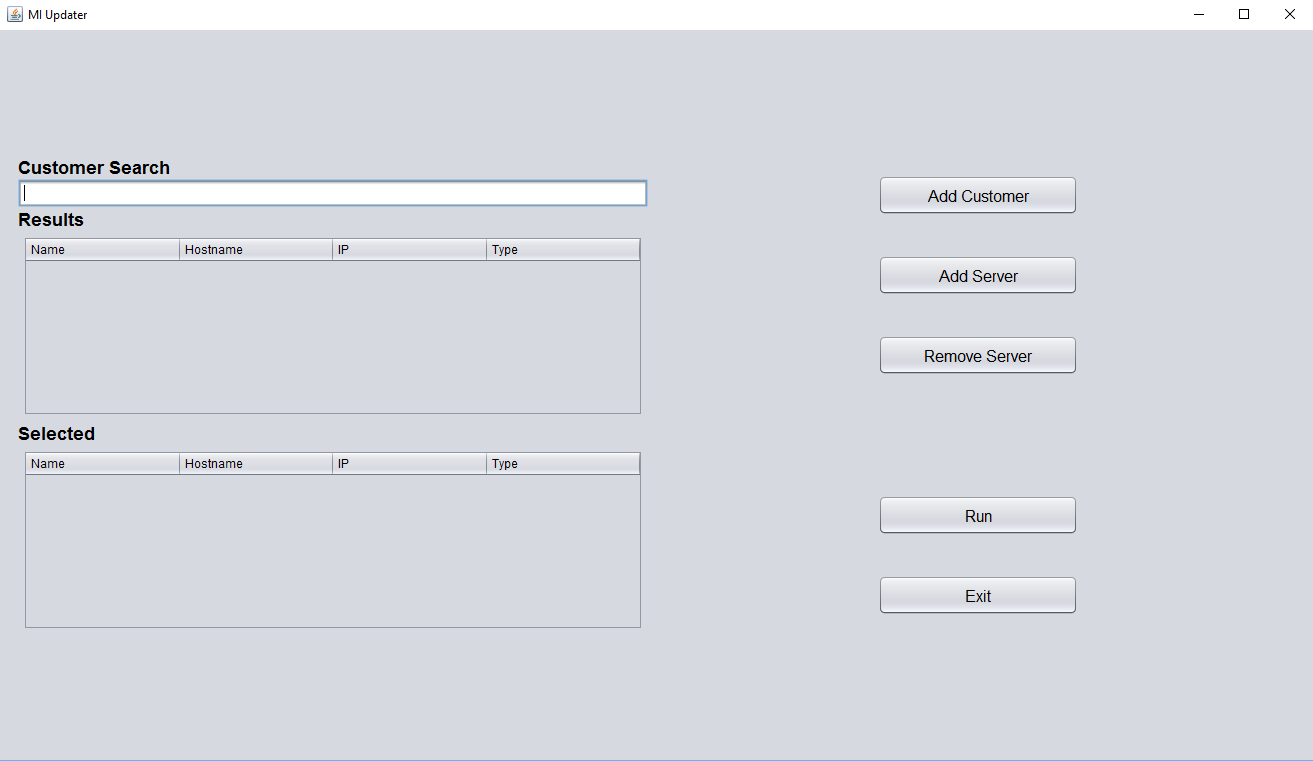 MI Updater
Customer Search
Results
Name Hostname IP Type
Selected
Name Hostname IP Type
Add Customer
Add Server
Remove Server
Run
Exit